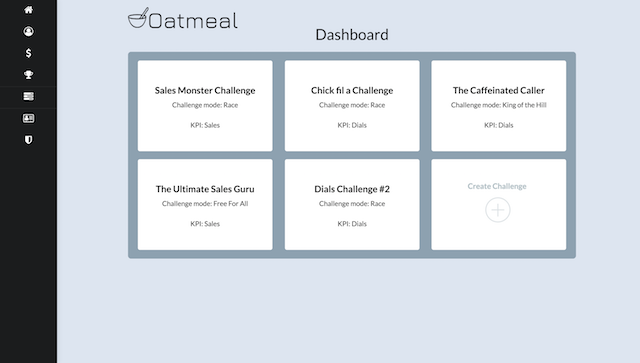 Oatmeal
Dashboard
Sales Monster Challenge
Challenge mode: Race
KPI: Sales
Chick fil a Challenge
Challenge mode: Race
KPI: Dials
The Caffeinated Caller
Challenge mode: King of the Hill
KPI: Dials
The Ultimate Sales Guru
Challenge mode: Free For All
KPI: Sales
Dials Challenge #2
Challenge mode: Race
KPI: Dials
Create Challenge